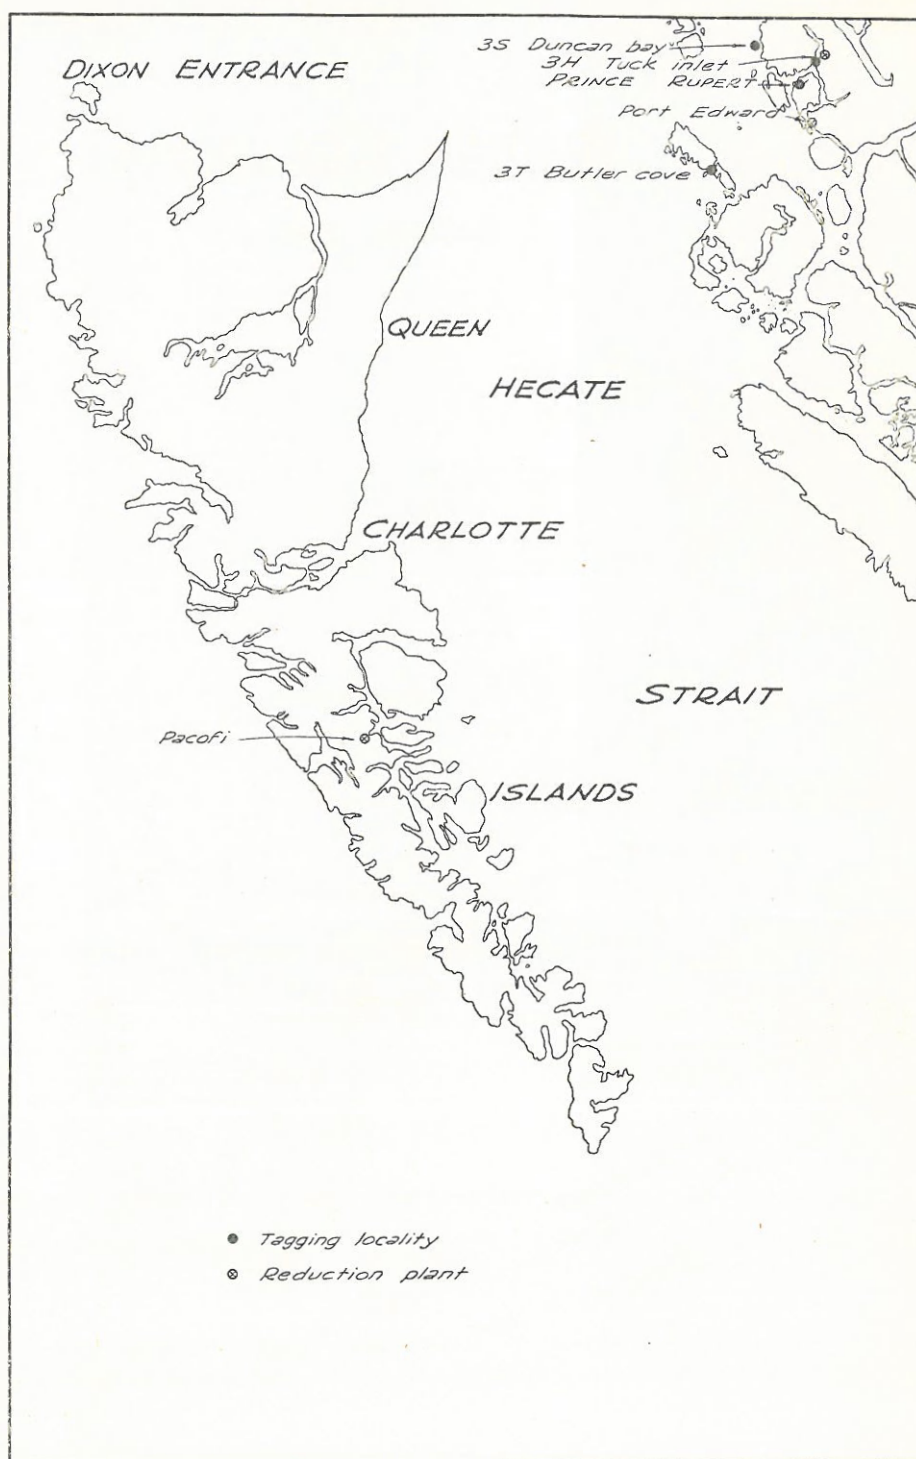 DIXON ENTRANCE
3S Duncan bay
3H Tuck inlet
PRINCE RUPERT
Port Edward
3T Butler cove
QUEEN
HECATE
CHARLOTTE
STRAIT
Pacofi
ISLANDS
Tagging locality
Reduction plant